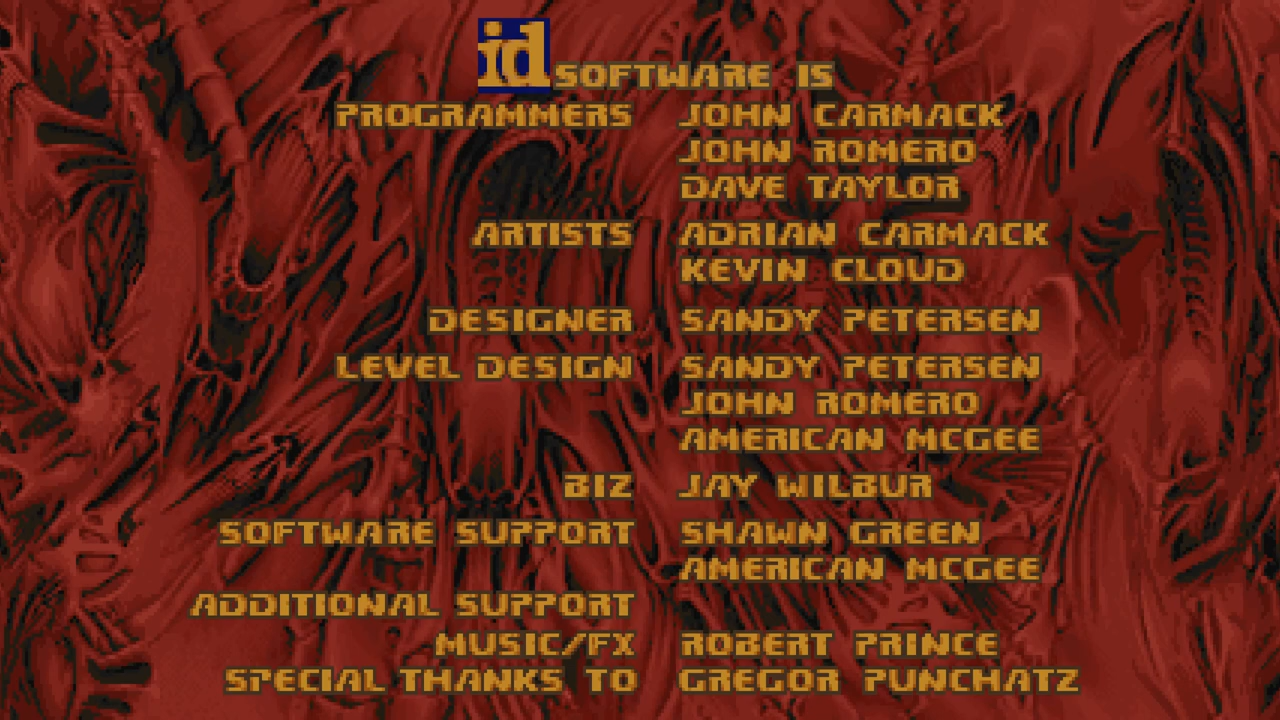 id SOFTWARE IS
PROGRAMMERS JOHN CARMACK
JOHN ROMERO
DAVE TAYLOR
ARTISTS ADRIAN CARMACK
KEVIN CLOUD
DESIGNER SANDY PETERSEN
LEVEL DESIGN SANDY PETERSEN
JOHN ROMERO
AMERICAN MCGEE
BIZ JAY WILBUR
SOFTWARE SUPPORT SHAWN GREEN
AMERICAN MCGEE
ADDITIONAL SUPPORT
MUSIC/FX ROBERT PRINCE
SPECIAL THANKS TO GREGOR PUNCHATZ